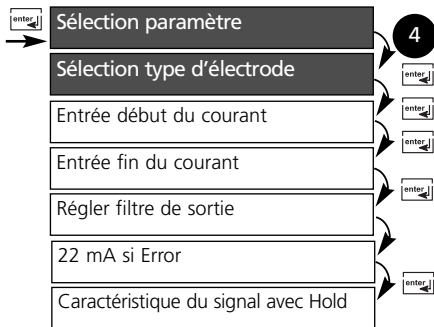 enter
Sélection paramètre
4
Sélection type d'électrode
enter
Entrée début du courant
enter
enter
Entrée fin du courant
enter
Régler filtre de sortie
22 mA si Error
enter
Caractéristique du signal avec Hold